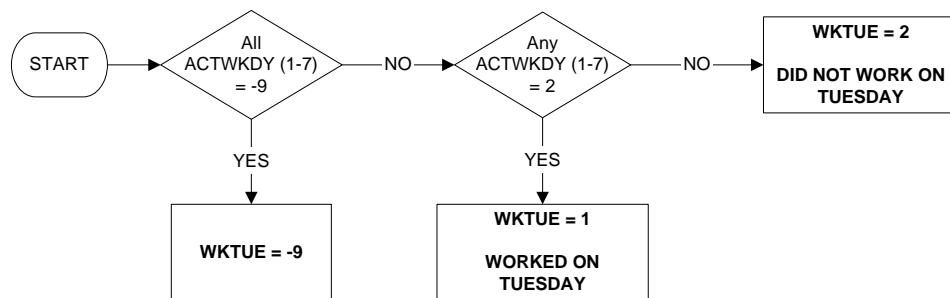 START
All
ACTWKDY (1-7)
= -9
NO
Any
ACTWKDY (1-7)
= 2
NO
WKTUE = 2
DID NOT WORK ON
TUESDAY
YES
YES
WKTUE = -9
WKTUE = 1
WORKED ON
TUESDAY